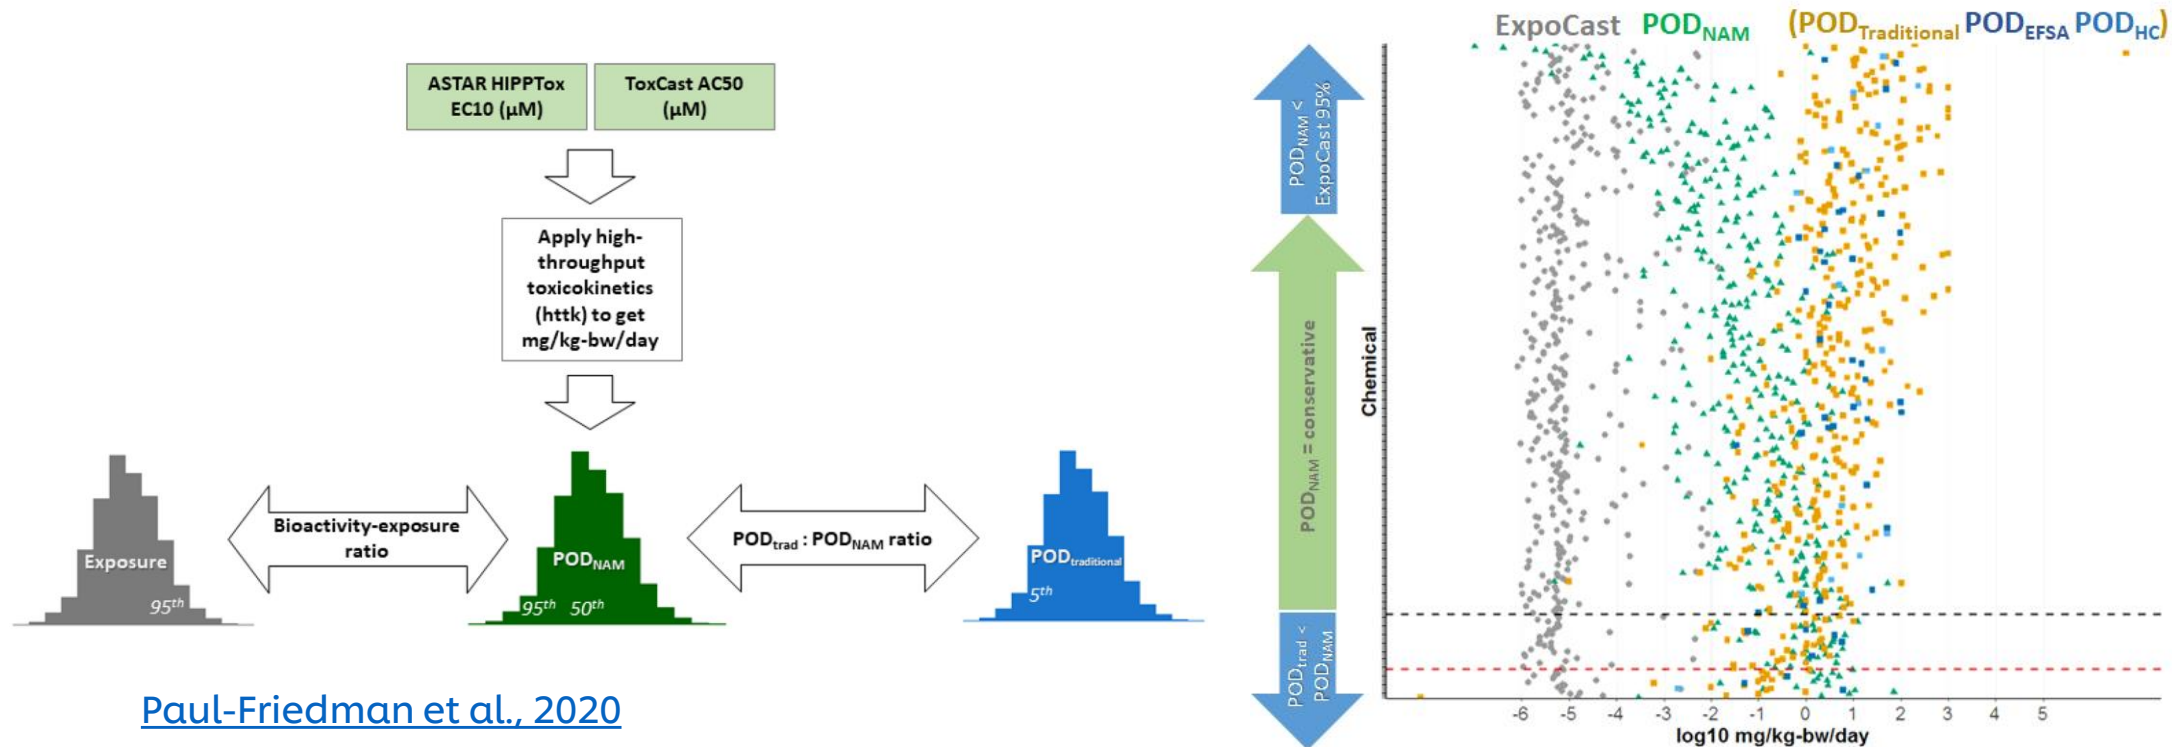 ASTAR HIPPTox
EC10 (µM)
ToxCast AC50
(µM)
Apply high-
throughput
toxicokinetics
(httk) to get
mg/kg-bw/day
Exposure
95th
Bioactivity-exposure
ratio
PODNAM
95th 50th
PODtrad : PODNAM ratio
PODtraditional
5th
Paul-Friedman et al., 2020
ExpoCast PODNAM (PODTraditional PODEFSA PODHC)
PODNAM <
ExpoCast 95%
PODNAM = conservative
PODtrad <
PODNAM
Chemical
-6 -5 -4 -3 -2 -1 0 1 2 3 4 5
log10 mg/kg-bw/day